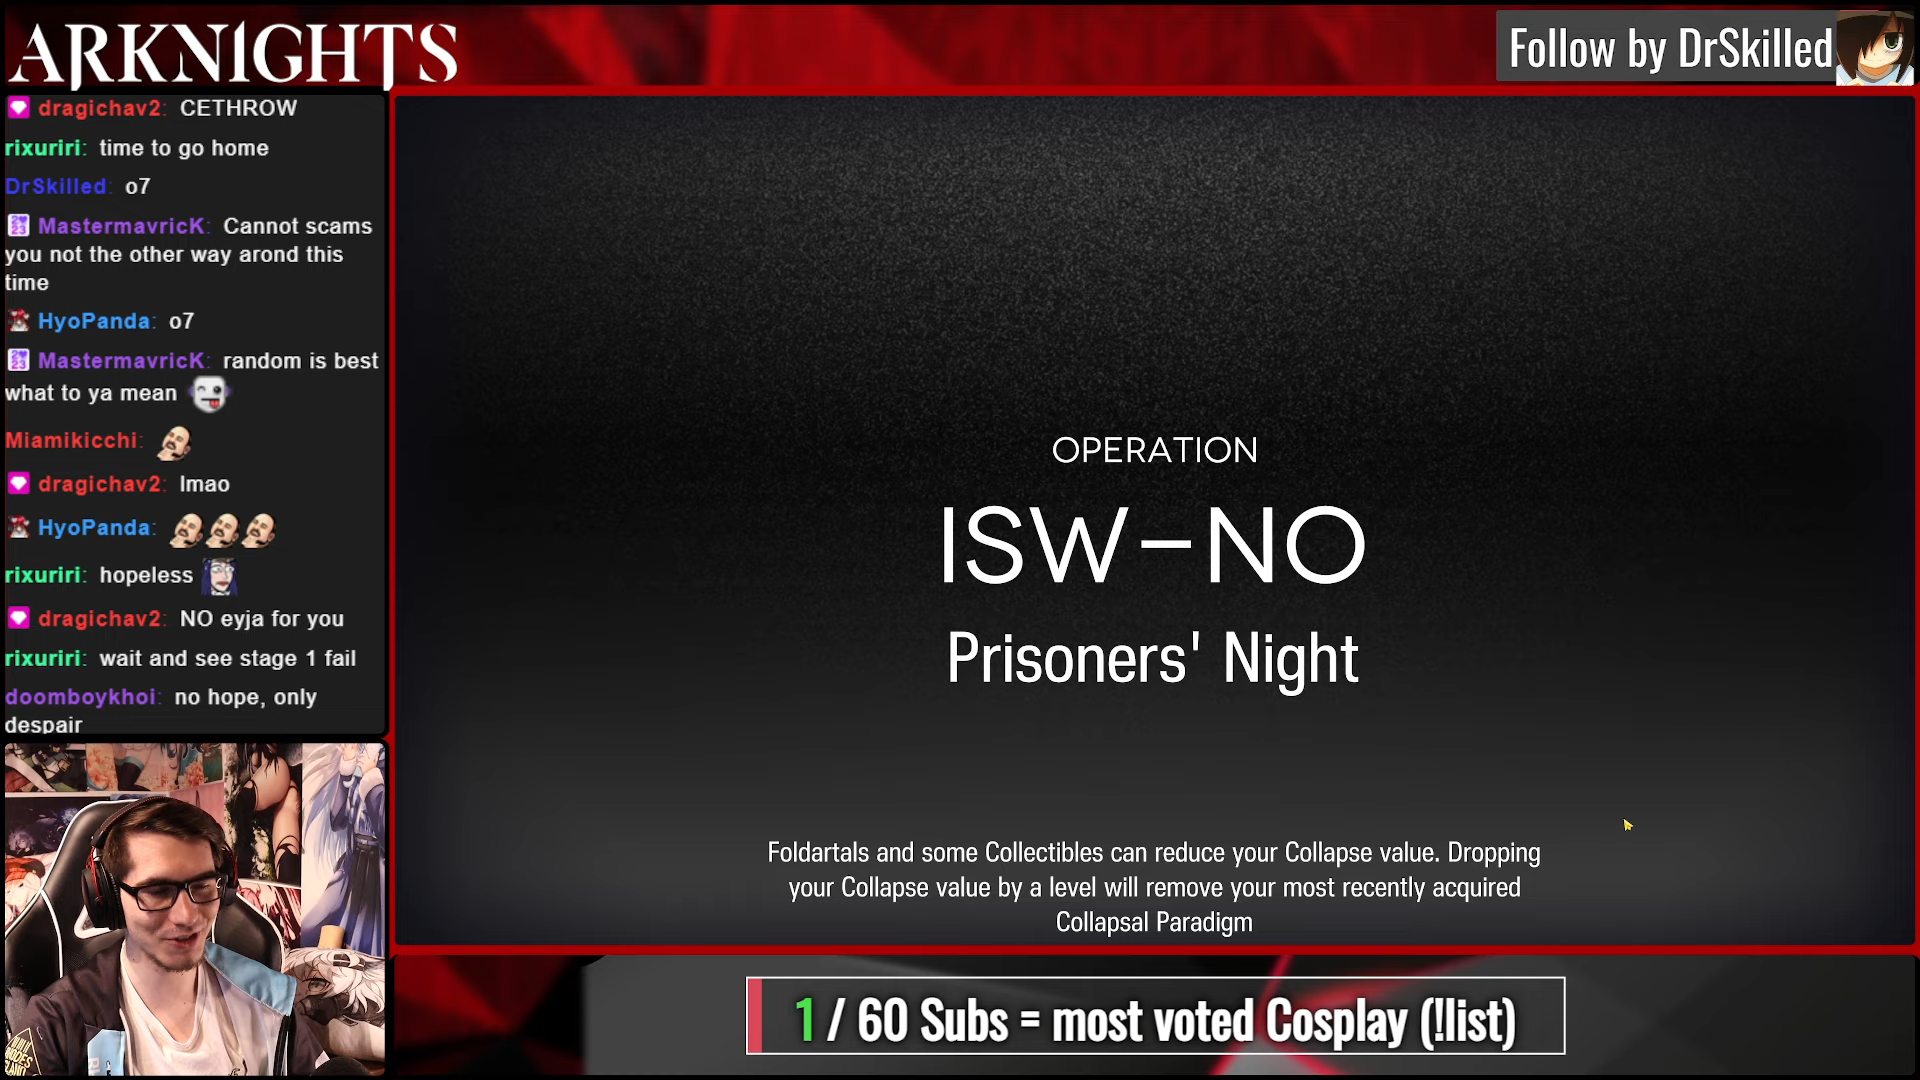 ARKNIGHTS
Follow by DrSkilled
dragichav2: CETHROW
rixuriri: time to go home
DrSkilled: o7
MastermavricK: Cannot scams
you not the other way arond this
time
HyoPanda: o7
MastermavricK: random is best
what to ya mean
Miamikicchi:
dragichav2: lmao
HyoPanda:
rixuriri: hopeless
dragichav2: NO eyja for you
rixuriri: wait and see stage 1 fail
doomboykhoi: no hope, only
despair
OPERATION
ISW-NO
Prisoners' Night
Foldartals and some Collectibles can reduce your Collapse value. Dropping
your Collapse value by a level will remove your most recently acquired
Collapsal Paradigm
1 / 60 Subs = most voted Cosplay (!list)